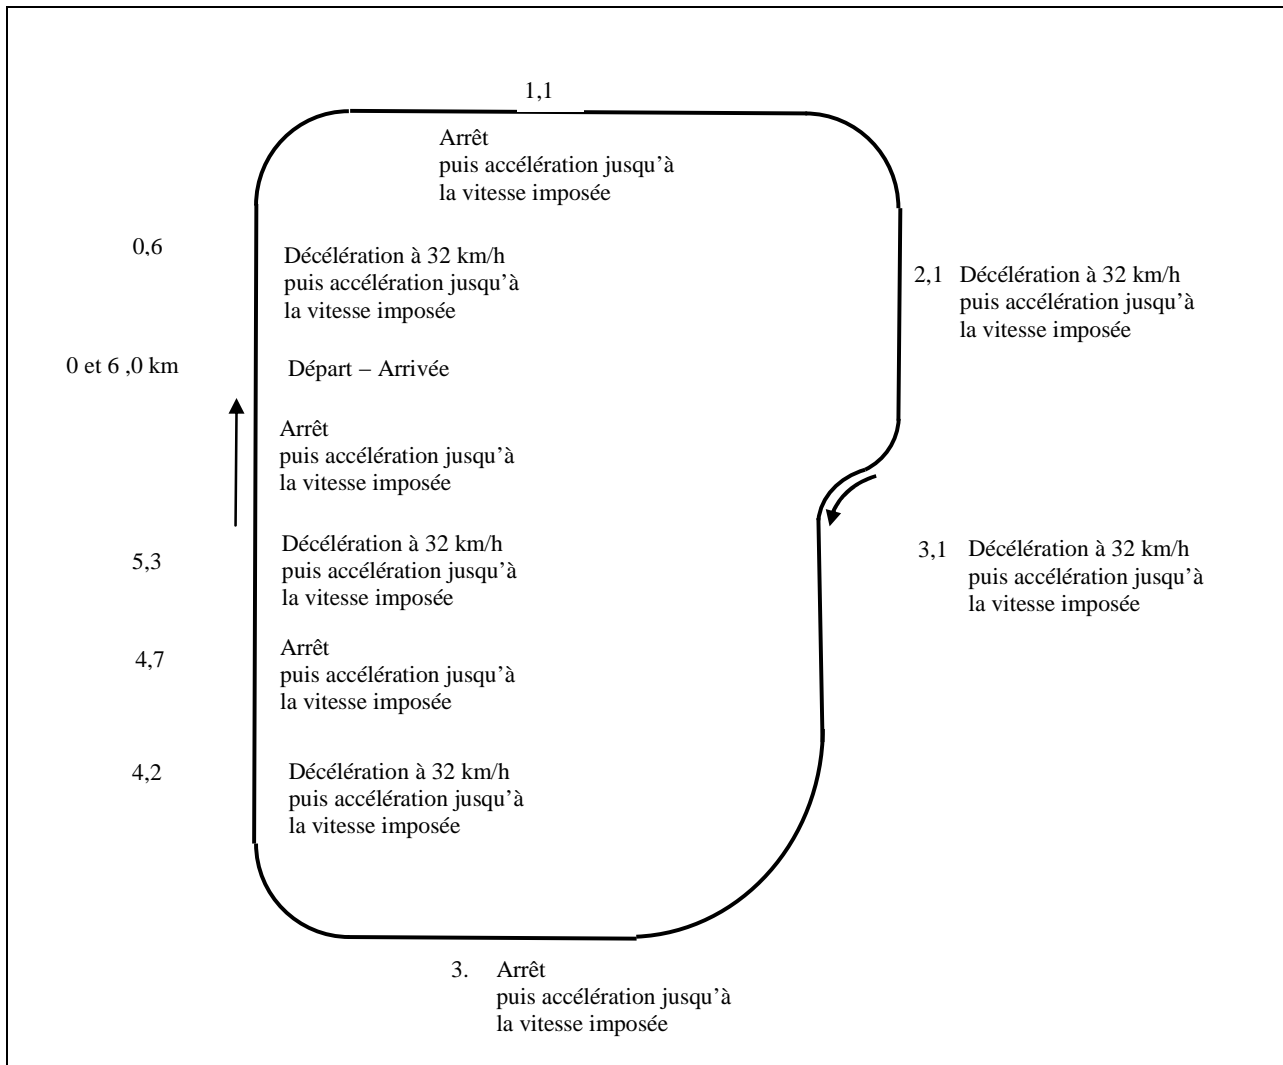 1,1
Arrêt
puis accélération jusqu'à
la vitesse imposée
0,6
Décélération à 32 km/h
puis accélération jusqu'à
la vitesse imposée
2,1 Décélération à 32 km/h
puis accélération jusqu'à
la vitesse imposée
0 et 6 ,0 km
Départ – Arrivée
Arrêt
puis accélération jusqu'à
la vitesse imposée
5,3
Décélération à 32 km/h
puis accélération jusqu'à
la vitesse imposée
3,1 Décélération à 32 km/h
puis accélération jusqu'à
la vitesse imposée
4,7
Arrêt
puis accélération jusqu'à
la vitesse imposée
4,2
Décélération à 32 km/h
puis accélération jusqu'à
la vitesse imposée
3. Arrêt
puis accélération jusqu'à
la vitesse imposée